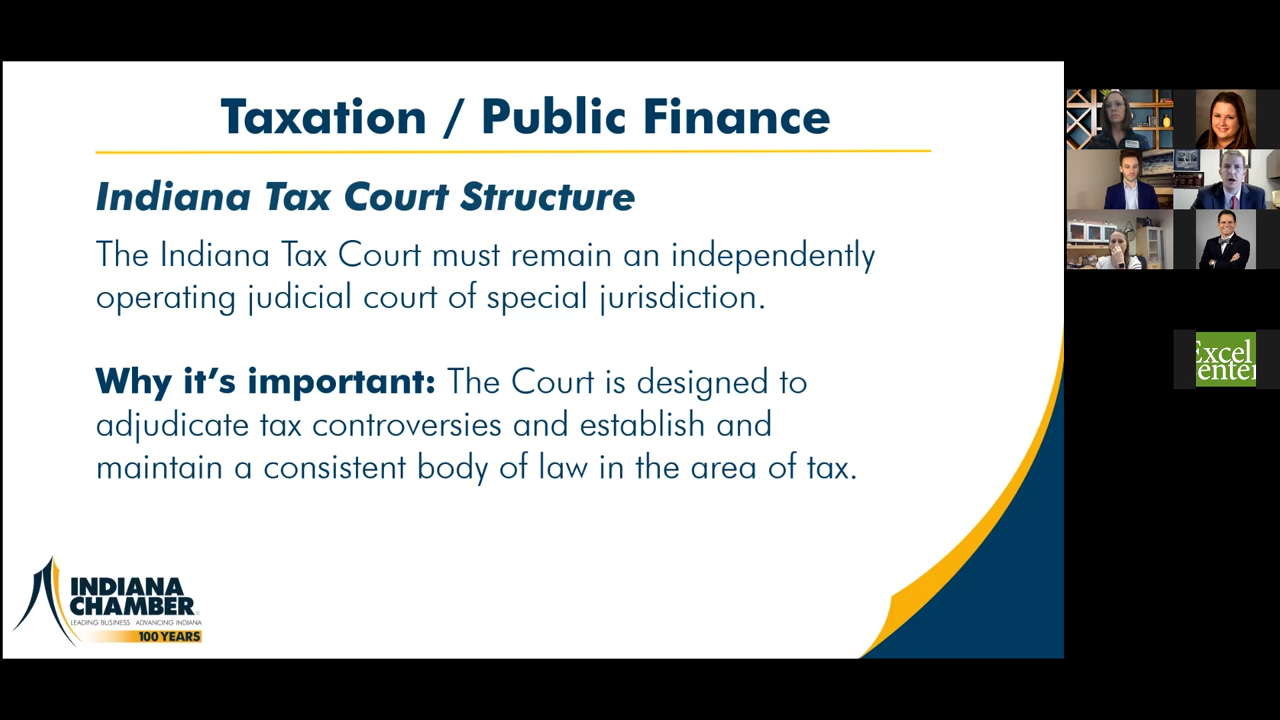 Taxation / Public Finance
Indiana Tax Court Structure
The Indiana Tax Court must remain an independently
operating judicial court of special jurisdiction.
Why it’s important: The Court is designed to
adjudicate tax controversies and establish and
maintain a consistent body of law in the area of tax.
INDIANA
CHAMBER®
LEADING BUSINESS | ADVANCING INDIANA
100 YEARS
Excel
enter